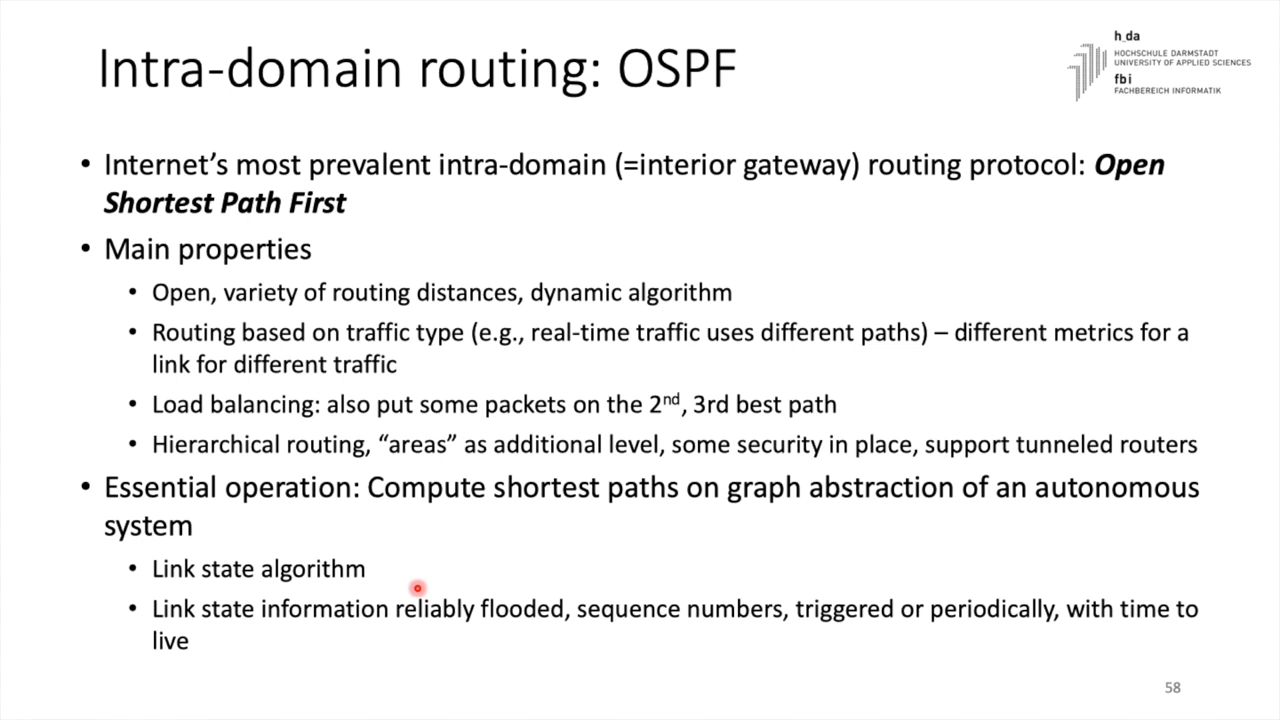 Intra-domain routing: OSPF
h_da
HOCHSCHULE DARMSTADT
UNIVERSITY OF APPLIED SCIENCES
fbi
FACHBEREICH INFORMATIK
• Internet’s most prevalent intra-domain (=interior gateway) routing protocol: Open
Shortest Path First
• Main properties
• Open, variety of routing distances, dynamic algorithm
• Routing based on traffic type (e.g., real-time traffic uses different paths) – different metrics for a
link for different traffic
• Load balancing: also put some packets on the 2nd, 3rd best path
• Hierarchical routing, “areas” as additional level, some security in place, support tunneled routers
• Essential operation: Compute shortest paths on graph abstraction of an autonomous
system
• Link state algorithm
• Link state information reliably flooded, sequence numbers, triggered or periodically, with time to
live
58